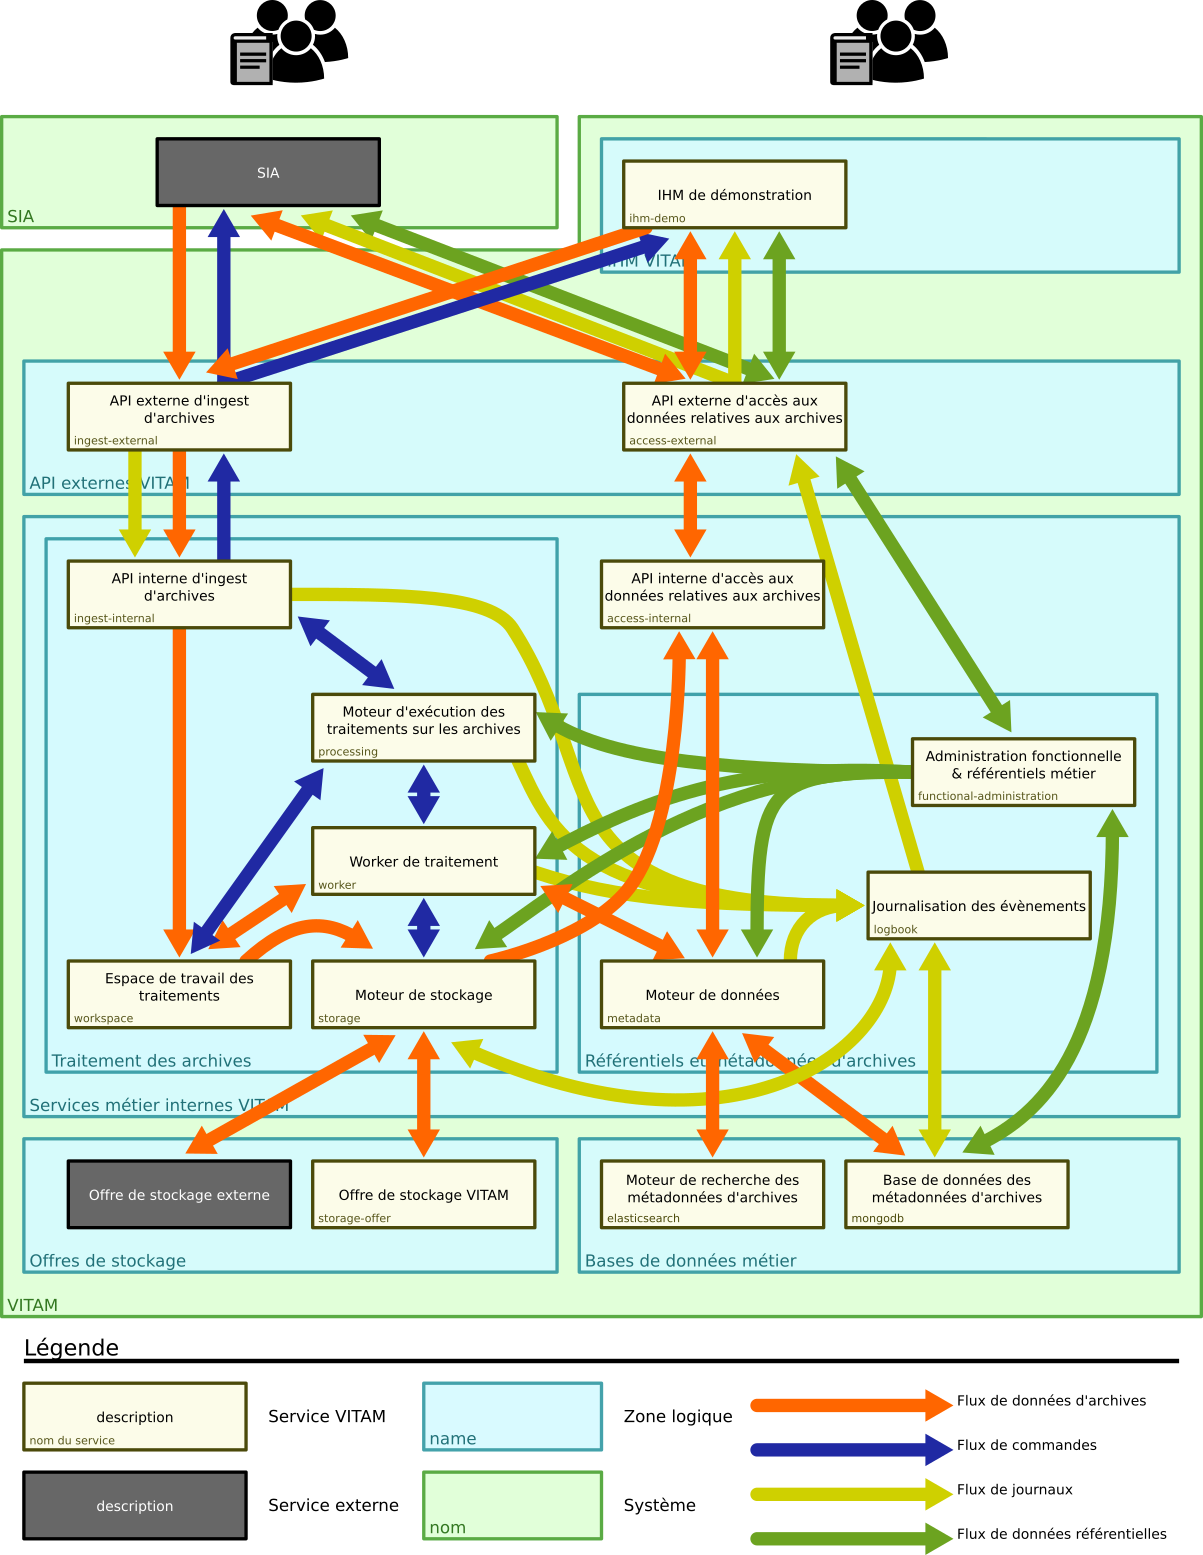 SIA
SIA
IHM de démonstration
ihm-demo
IHM VITAM
API externe d'ingest
d'archives
ingest-external
API externe d'accès aux
données relatives aux archives
access-external
API externes VITAM
API interne d'ingest
d'archives
ingest-internal
API interne d'accès aux
données relatives aux archives
access-internal
Moteur d'exécution des
traitements sur les archives
processing
Administration fonctionnelle
& référentiels métier
functional-administration
Worker de traitement
worker
Journalisation des évènements
logbook
Espace de travail des
traitements
workspace
Moteur de stockage
storage
Moteur de données
metadata
Traitement des archives
Référentiels et métadonnées d'archives
Services métier internes VITAM
Offre de stockage externe
Offre de stockage VITAM
storage-offer
Moteur de recherche des
métadonnées d'archives
elasticsearch
Base de données des
métadonnées d'archives
mongodb
Offres de stockage
Bases de données métier
VITAM
Légende
description
nom du service
Service VITAM
name
Zone logique
Flux de données d'archives
Flux de commandes
description
Service externe
nom
Système
Flux de journaux
Flux de données référentielles